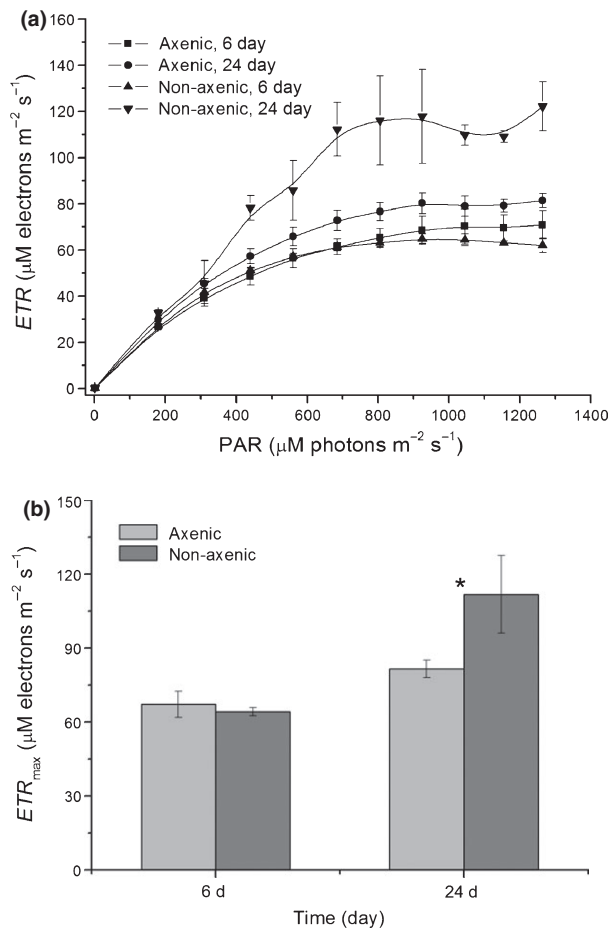 (a)
160
140
120
100
80
60
40
20
0
ETR (μM electrons m⁻² s⁻¹)
Axenic, 6 day
Axenic, 24 day
Non-axenic, 6 day
Non-axenic, 24 day
0 200 400 600 800 1000 1200 1400
PAR (μM photons m⁻² s⁻¹)
(b)
150
120
90
60
30
0
ETRmax (μM electrons m⁻² s⁻¹)
Axenic
Non-axenic
*
6 d 24 d
Time (day)